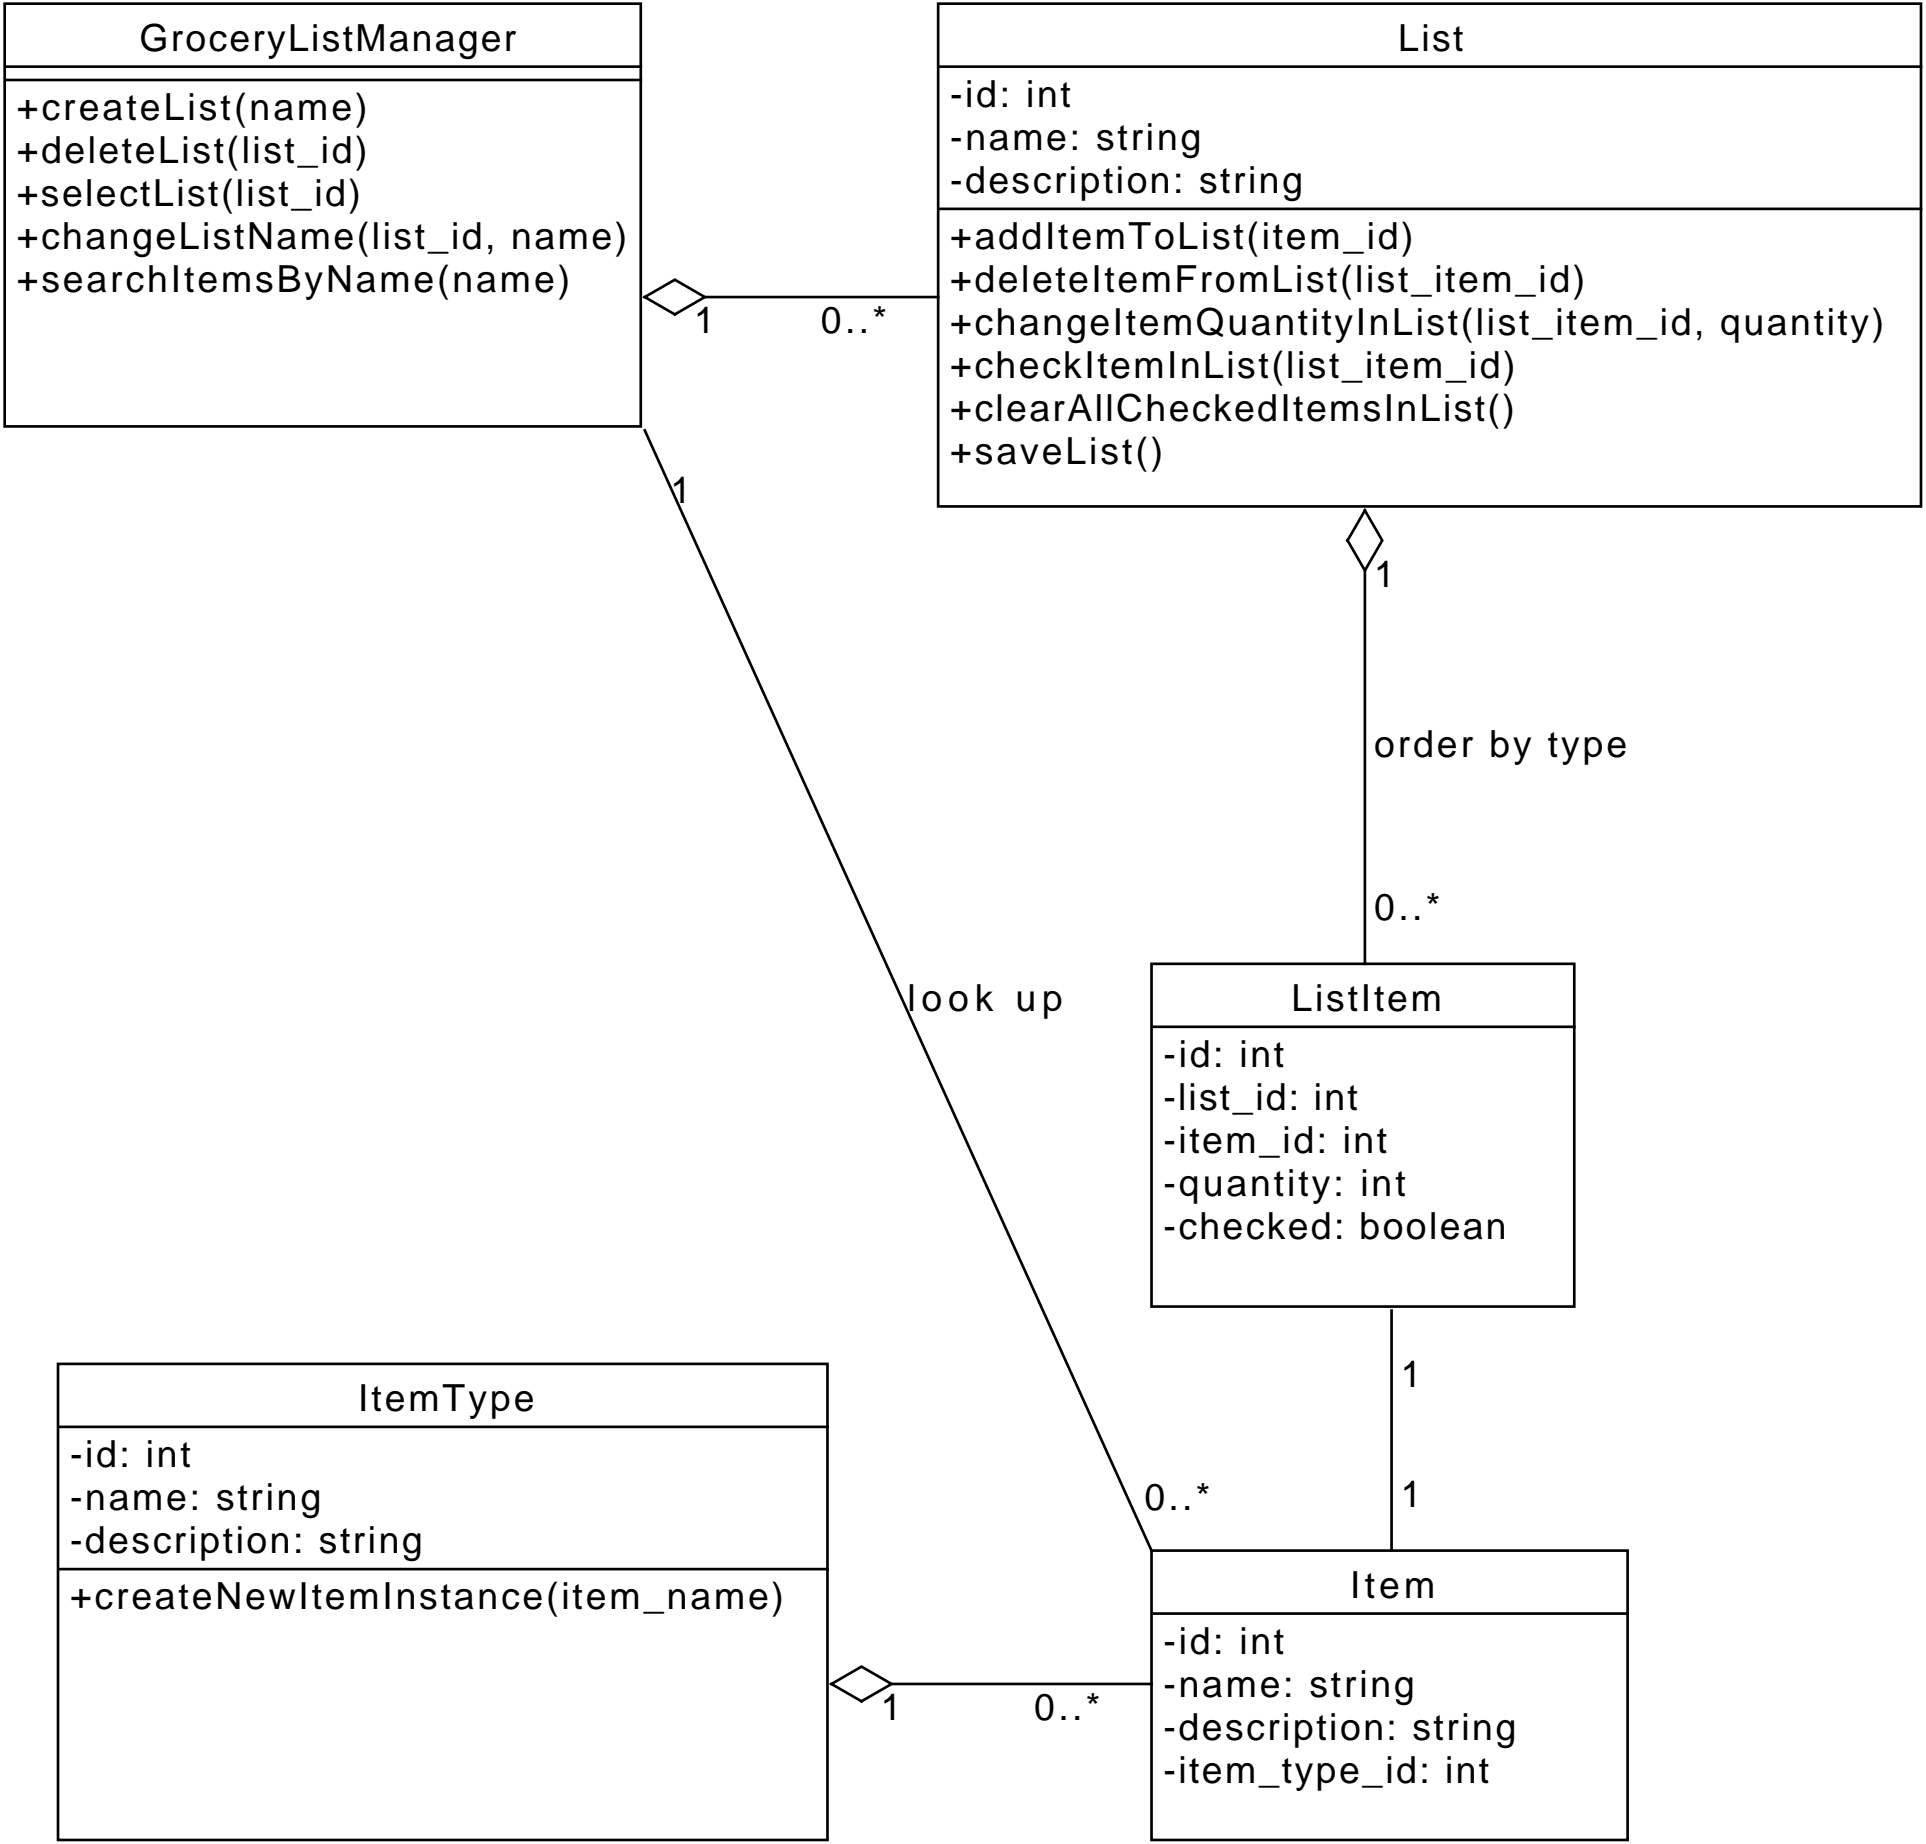 GroceryListManager
+createList(name)
+deleteList(list_id)
+selectList(list_id)
+changeListName(list_id, name)
+searchItemsByName(name)
List
-id: int
-name: string
-description: string
+addItemToList(item_id)
+deleteItemFromList(list_item_id)
+changeItemQuantityInList(list_item_id, quantity)
+checkItemInList(list_item_id)
+clearAllCheckedItemsInList()
+saveList()
1
0..*
1
1
order by type
0..*
look up
ListItem
-id: int
-list_id: int
-item_id: int
-quantity: int
-checked: boolean
1
1
0..*
ItemType
-id: int
-name: string
-description: string
+createNewItemInstance(item_name)
1
0..*
Item
-id: int
-name: string
-description: string
-item_type_id: int